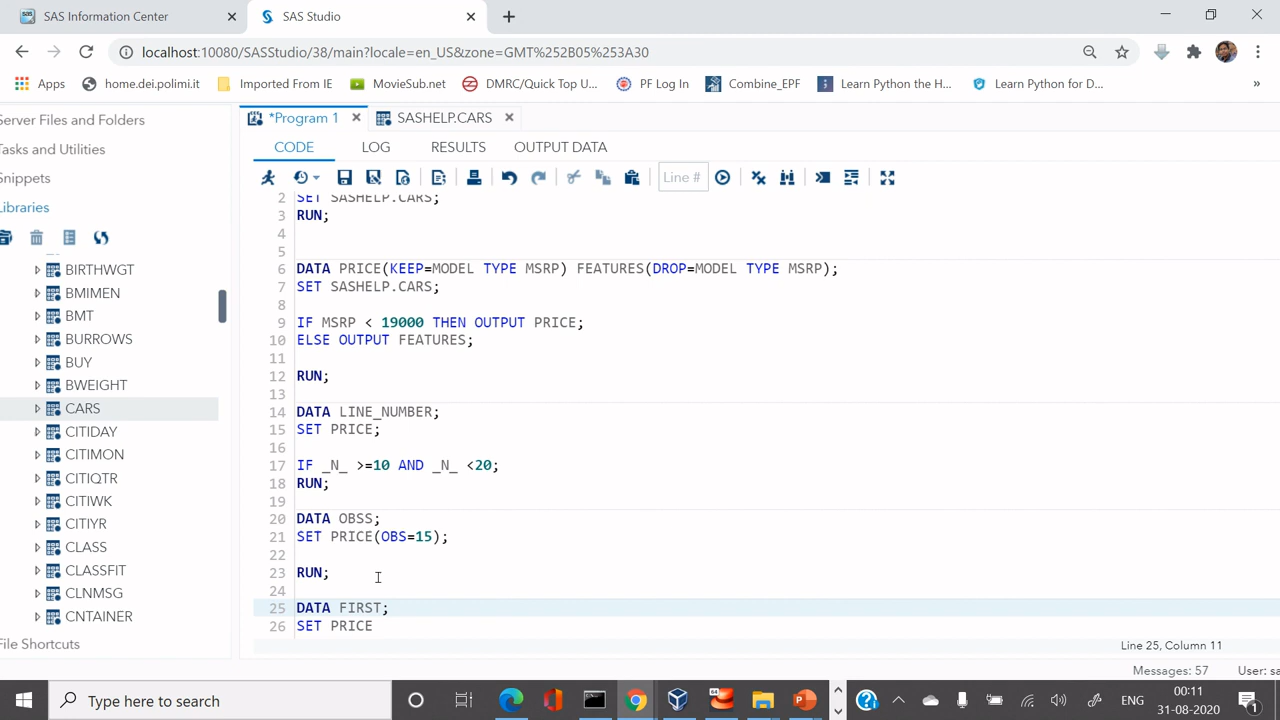 SAS Information Center
SAS Studio
localhost:10080/SASStudio/38/main?locale=en_US&zone=GMT%252B05%253A30
Apps
home.dei.polimi.it
Imported From IE
MovieSub.net
DMRC/Quick Top U...
PF Log In
Combine_EPF
Learn Python the H...
Learn Python for D...
»
Server Files and Folders
Tasks and Utilities
Snippets
Libraries
BIRTHWGT
BMIMEN
BMT
BURROWS
BUY
BWEIGHT
CARS
CITIDAY
CITIMON
CITIQTR
CITIWK
CITIYR
CLASS
CLASSFIT
CLNMSG
CNTAINER
File Shortcuts
*Program 1
SASHELP.CARS
CODE
LOG
RESULTS
OUTPUT DATA
Line #
2 SET SASHELP.CARS;
3 RUN;
4
5
6 DATA PRICE(KEEP=MODEL TYPE MSRP) FEATURES(DROP=MODEL TYPE MSRP);
7 SET SASHELP.CARS;
8
9 IF MSRP < 19000 THEN OUTPUT PRICE;
10 ELSE OUTPUT FEATURES;
11
12 RUN;
13
14 DATA LINE_NUMBER;
15 SET PRICE;
16
17 IF _N_ >=10 AND _N_ <20;
18 RUN;
19
20 DATA OBSS;
21 SET PRICE(OBS=15);
22
23 RUN;
24
25 DATA FIRST;
26 SET PRICE
Line 25, Column 11
Messages: 57
User: sa
Type here to search
64
ENG
00:11
31-08-2020
1